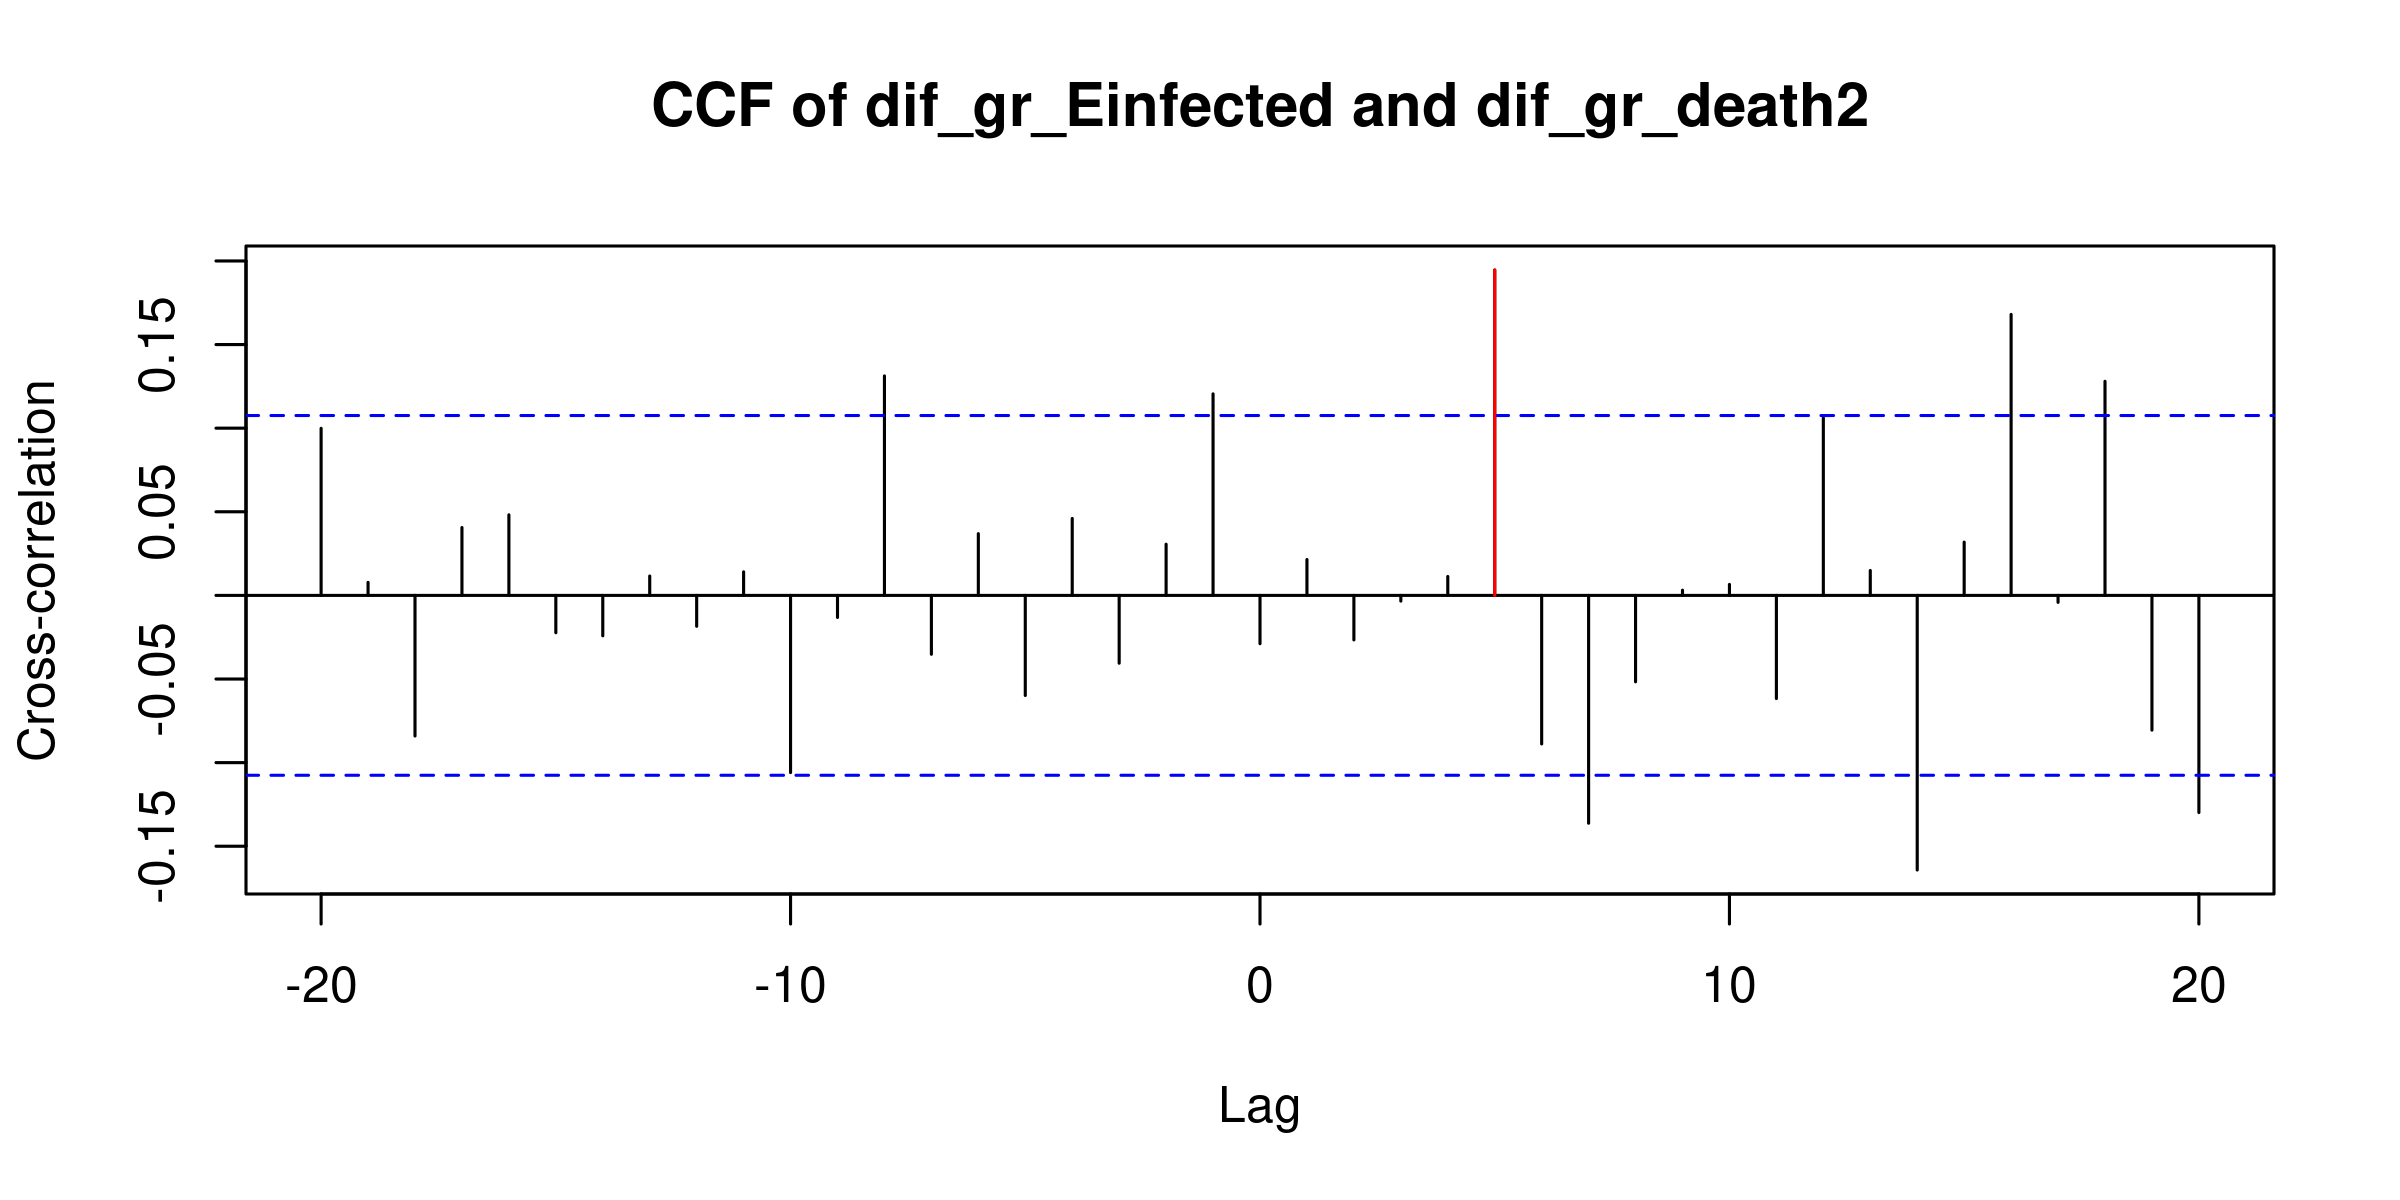 CCF of dif_gr_Einfected and dif_gr_death2
Cross-correlation
0.15
0.05
-0.05
-0.15
-20 -10 0 10 20
Lag